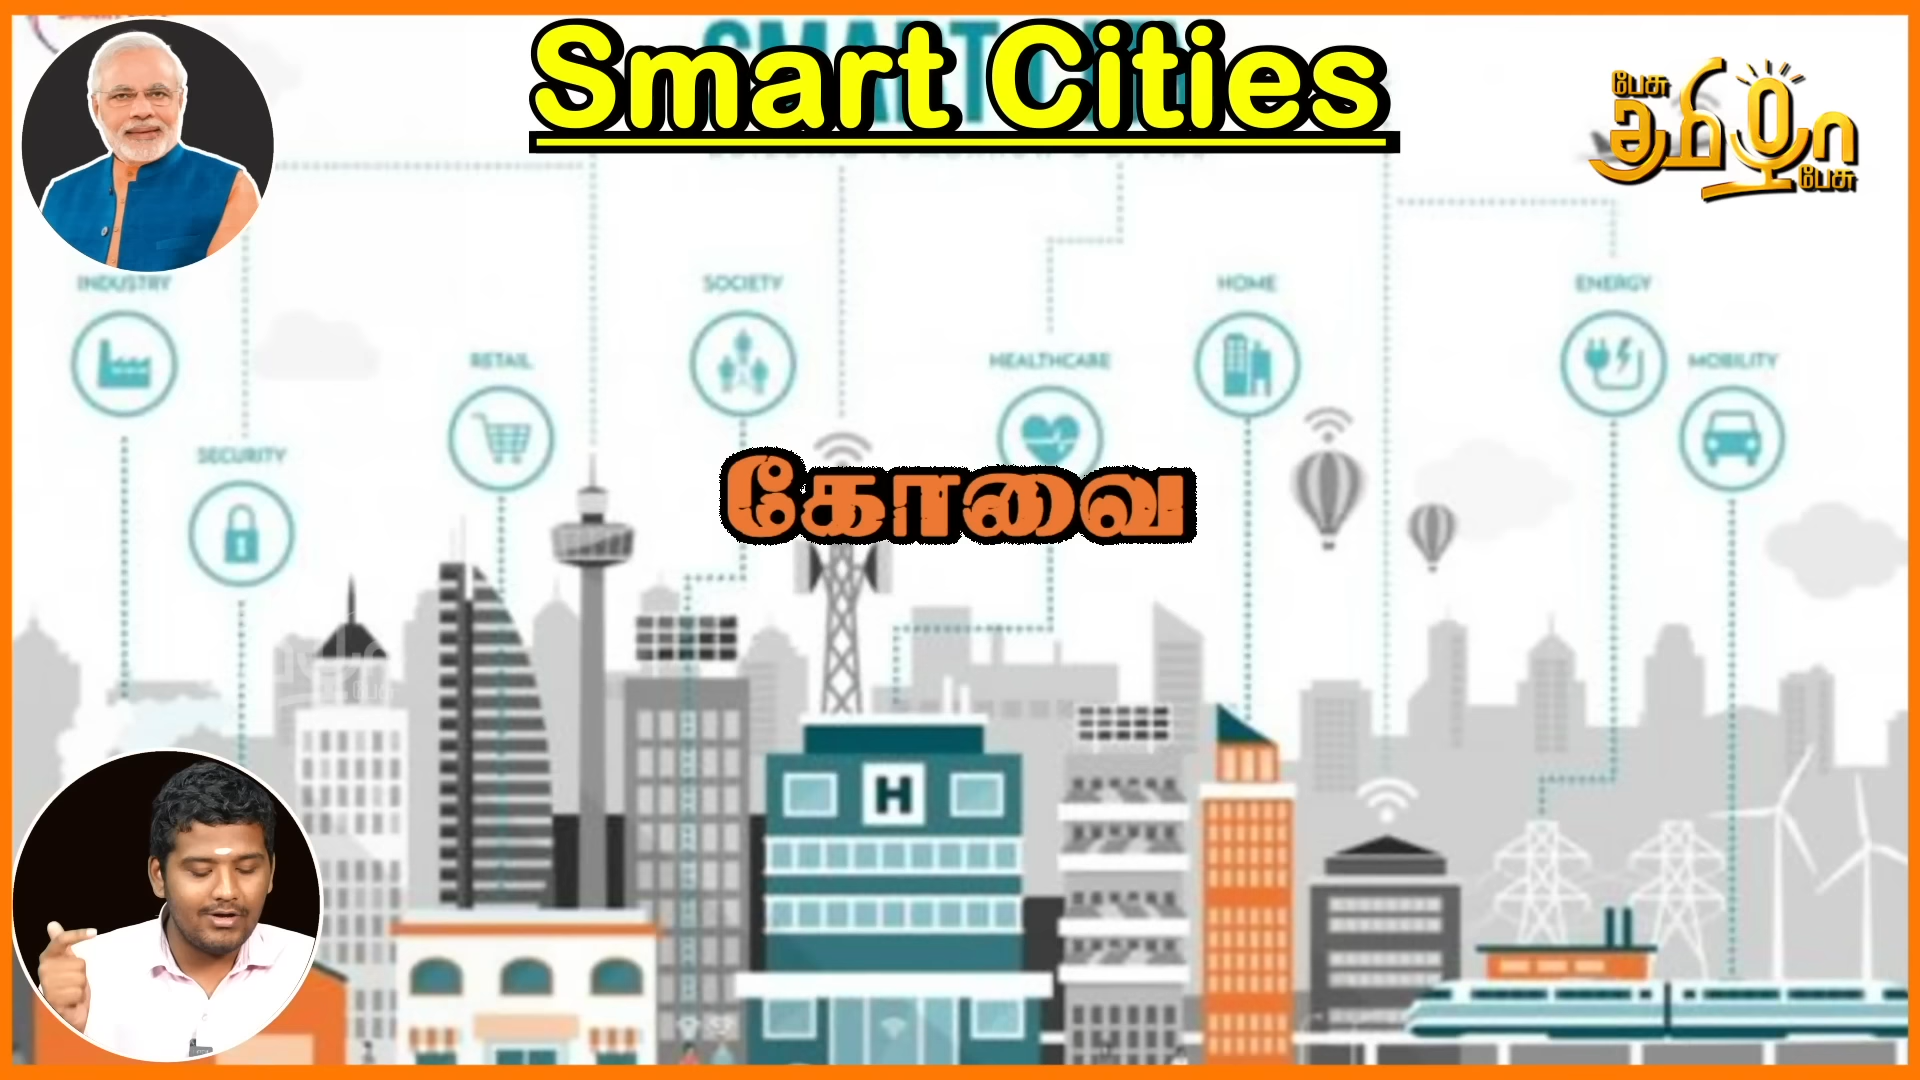 Smart Cities
பேசு
தமிழா
பேசு
INDUSTRY
SOCIETY
HOME
ENERGY
RETAIL
HEALTHCARE
MOBILITY
SECURITY
கோவை
H